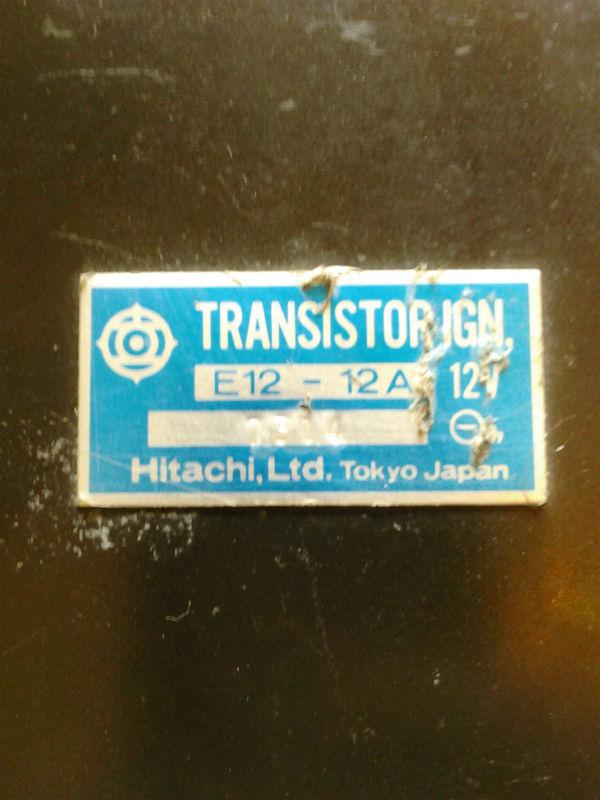 TRANSISTOR IGN,
E12 - 12A 12V
Hitachi, Ltd. Tokyo Japan